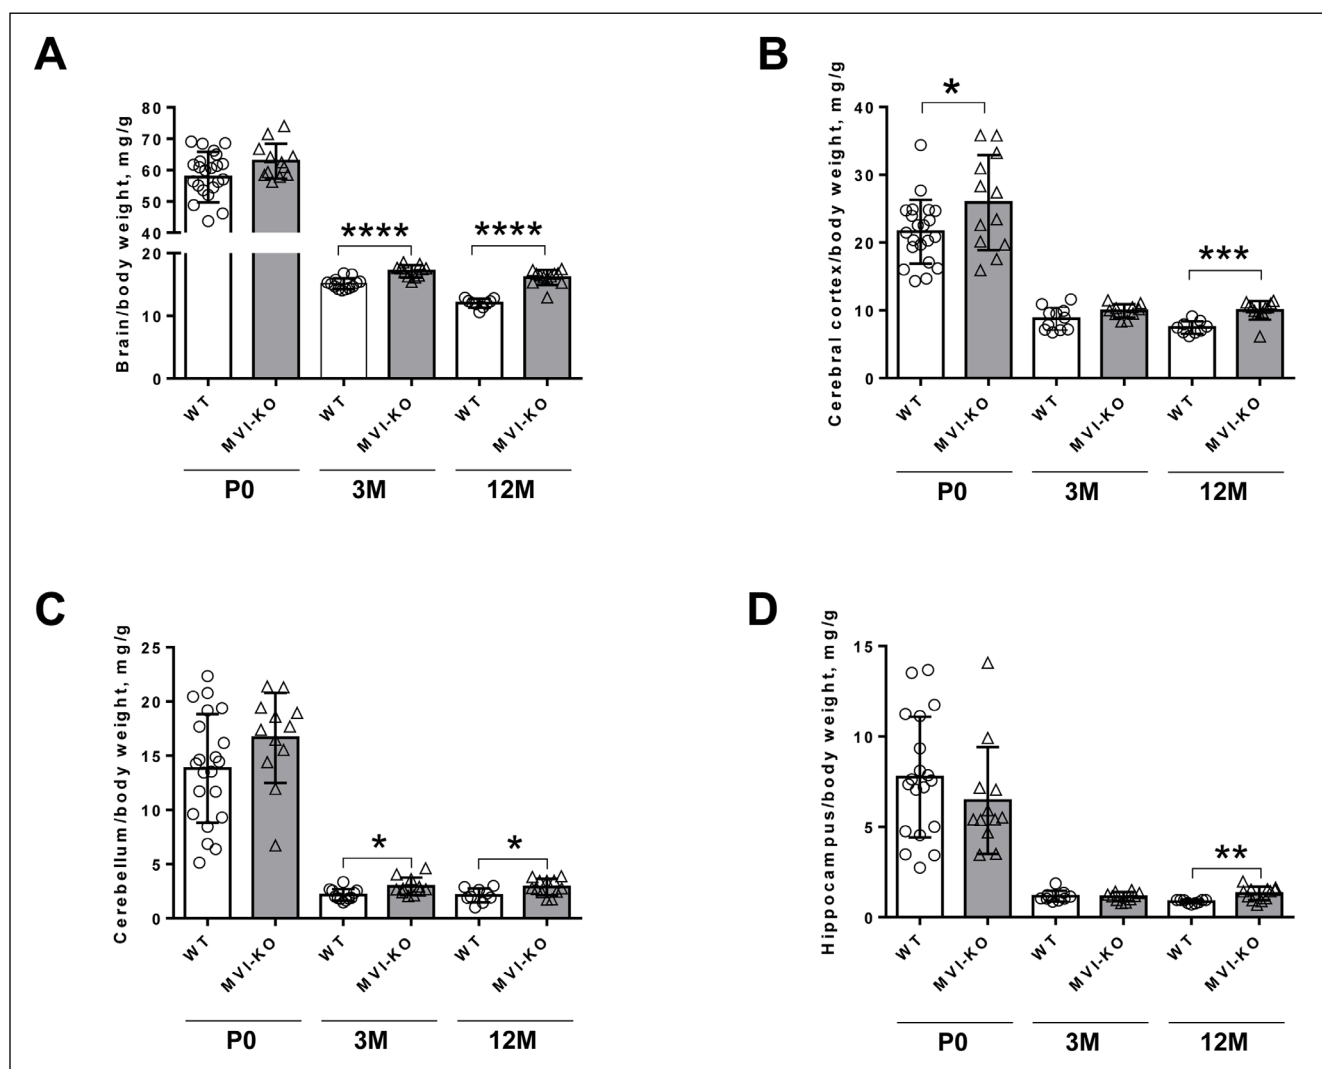 A
Brain/body weight, mg/g
80
70
60
50
40
20
10
0
****
****
WT
MVI-KO
WT
MVI-KO
WT
MVI-KO
P0
3M
12M
B
Cerebral cortex/body weight, mg/g
40
30
20
10
0
*
***
WT
MVI-KO
WT
MVI-KO
WT
MVI-KO
P0
3M
12M
C
Cerebellum/body weight, mg/g
25
20
15
10
5
0
*
*
WT
MVI-KO
WT
MVI-KO
WT
MVI-KO
P0
3M
12M
D
Hippocampus/body weight, mg/g
15
10
5
0
**
WT
MVI-KO
WT
MVI-KO
WT
MVI-KO
P0
3M
12M